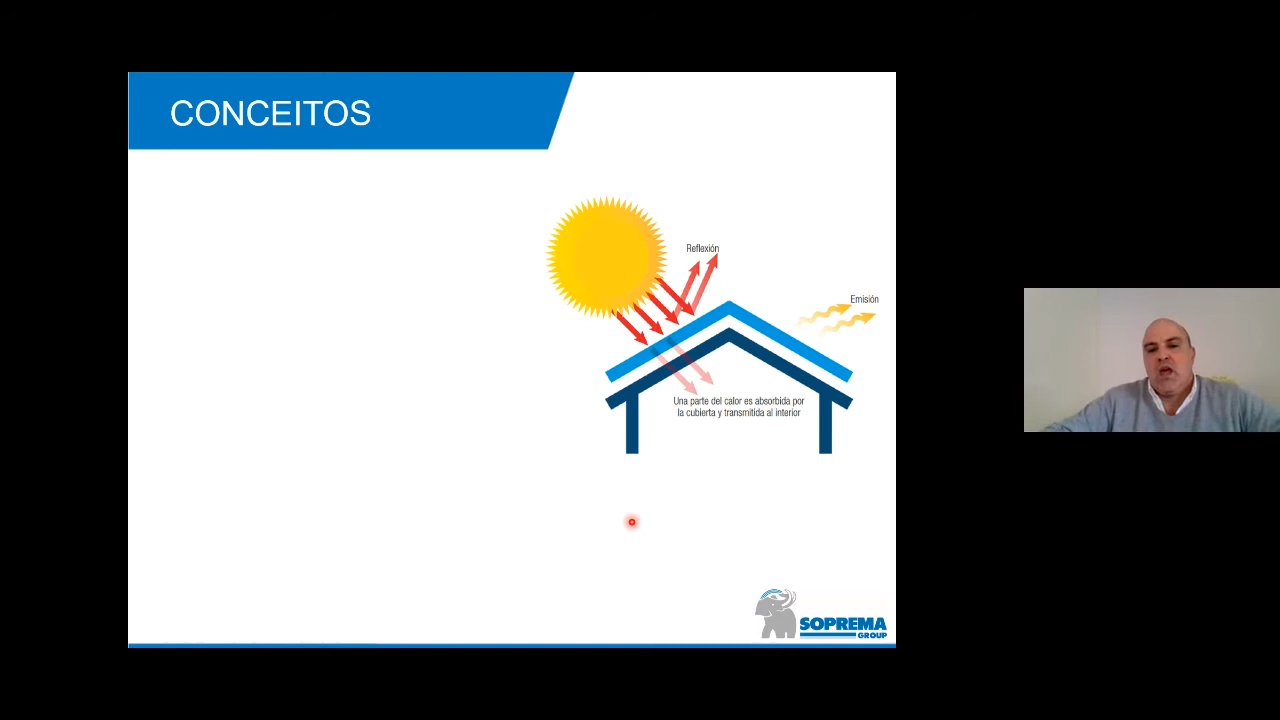 CONCEITOS
Reflexión
Emisión
Una parte del calor es absorbida por
la cubierta y transmitida al interior
SOPREMA
GROUP